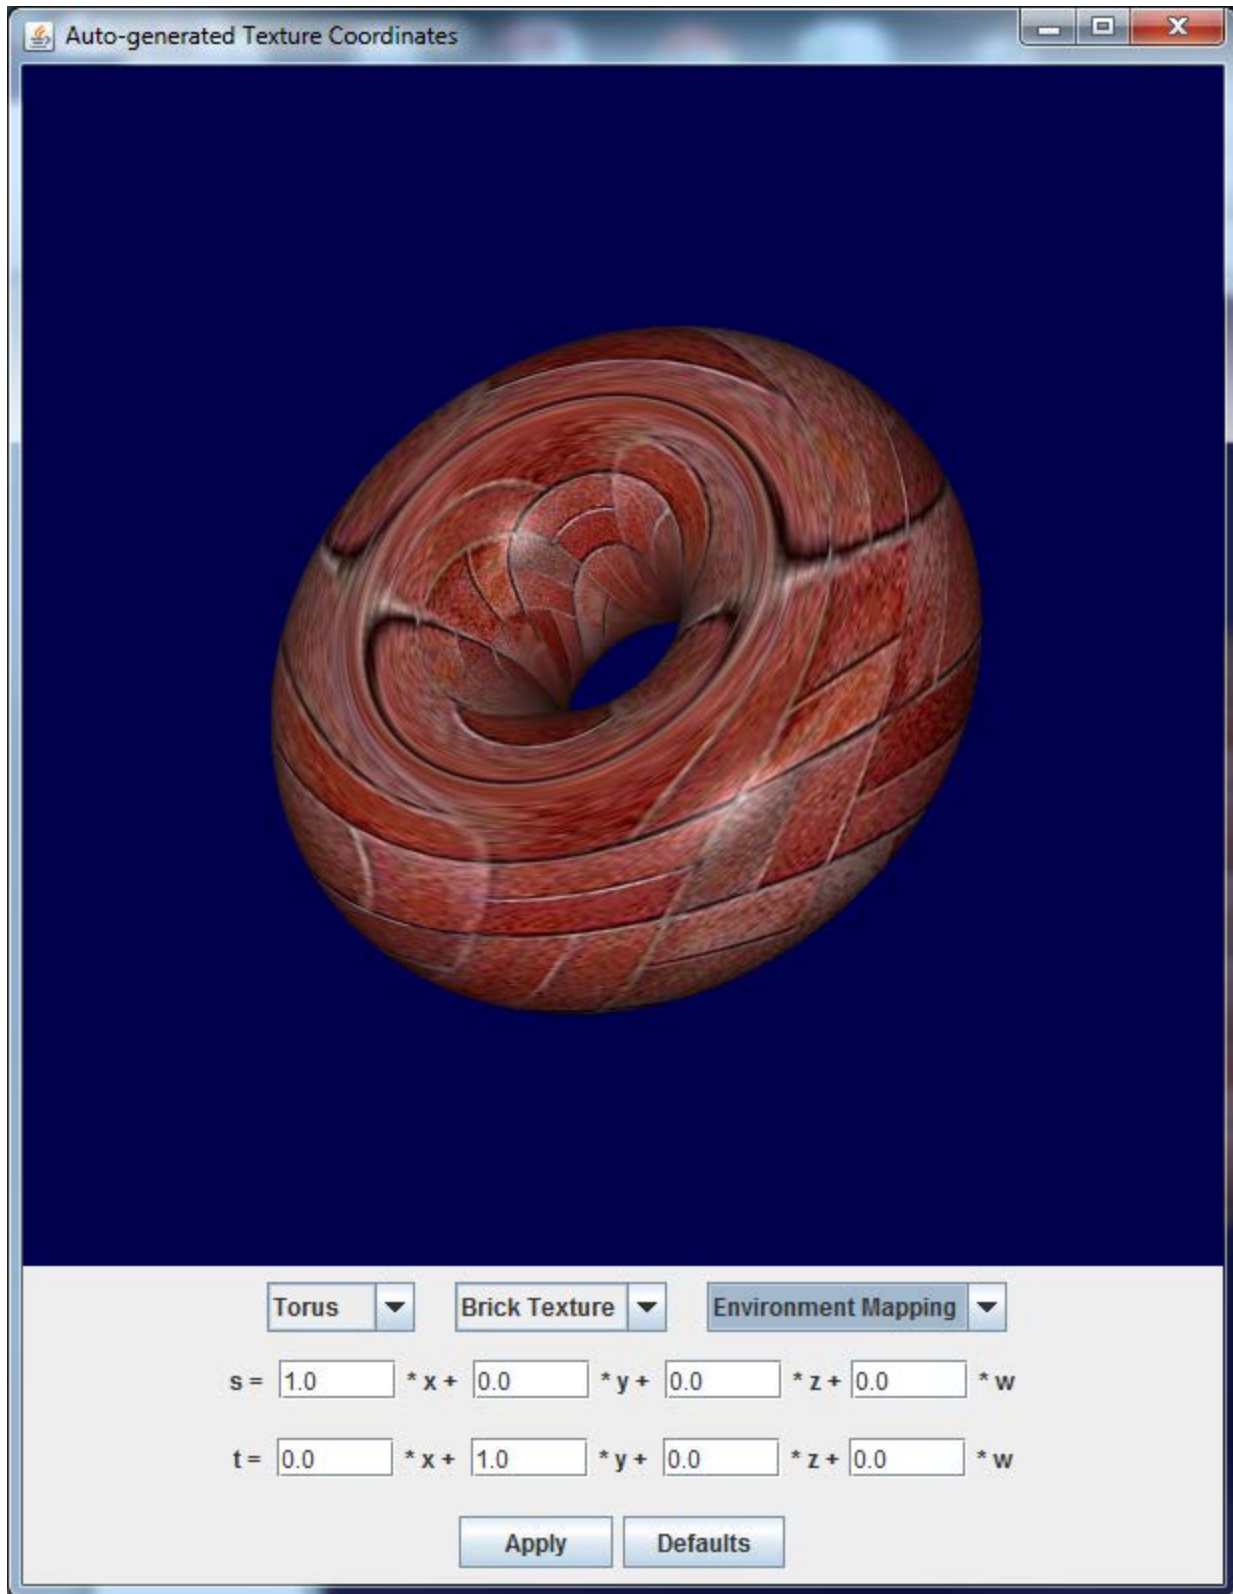 Auto-generated Texture Coordinates
Torus Brick Texture Environment Mapping
s = 1.0 * x + 0.0 * y + 0.0 * z + 0.0 * w
t = 0.0 * x + 1.0 * y + 0.0 * z + 0.0 * w
Apply Defaults